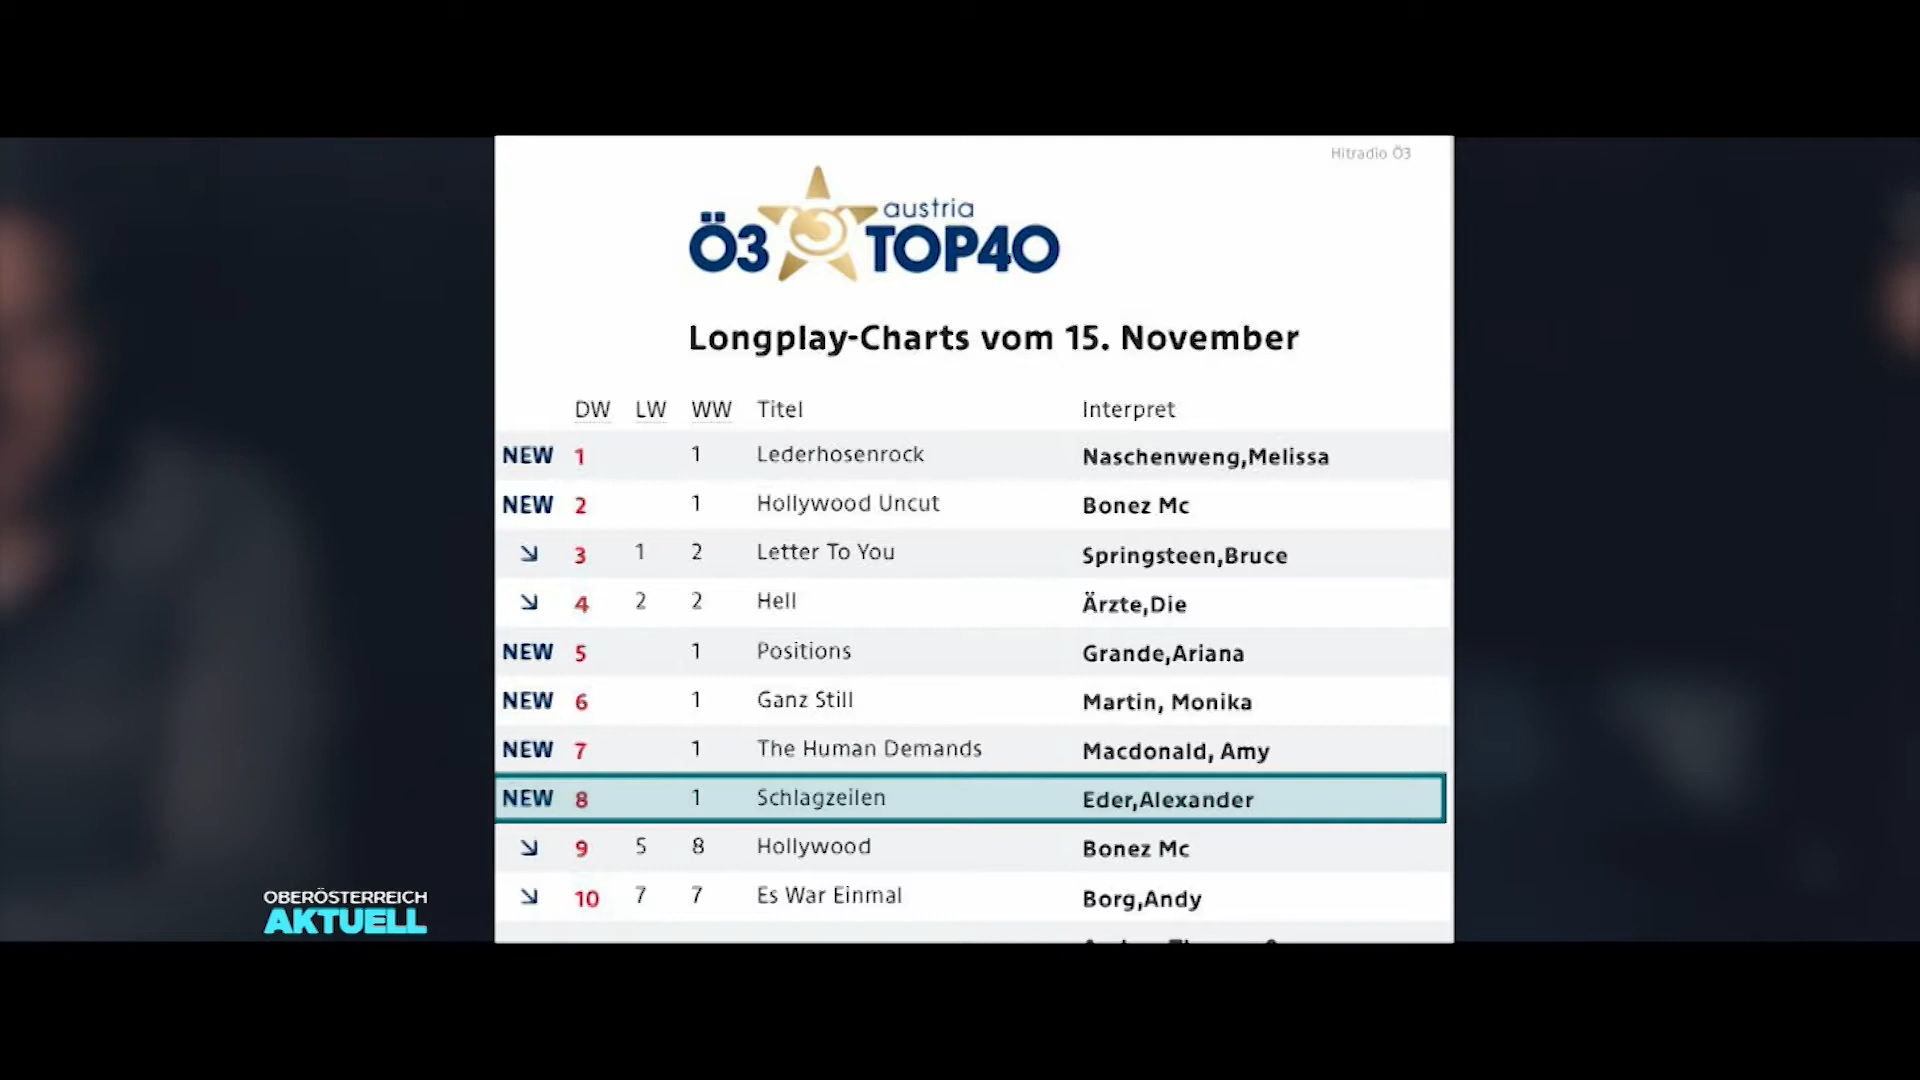 Hitradio Ö3
Ö3 austria TOP40
Longplay-Charts vom 15. November
DW LW WW Titel Interpret
NEW 1 1 Lederhosenrock Naschenweng,Melissa
NEW 2 1 Hollywood Uncut Bonez Mc
↘ 3 1 2 Letter To You Springsteen,Bruce
↘ 4 2 2 Hell Ärzte,Die
NEW 5 1 Positions Grande,Ariana
NEW 6 1 Ganz Still Martin, Monika
NEW 7 1 The Human Demands Macdonald, Amy
NEW 8 1 Schlagzeilen Eder,Alexander
↘ 9 5 8 Hollywood Bonez Mc
↘ 10 7 7 Es War Einmal Borg,Andy
OBERÖSTERREICH
AKTUELL